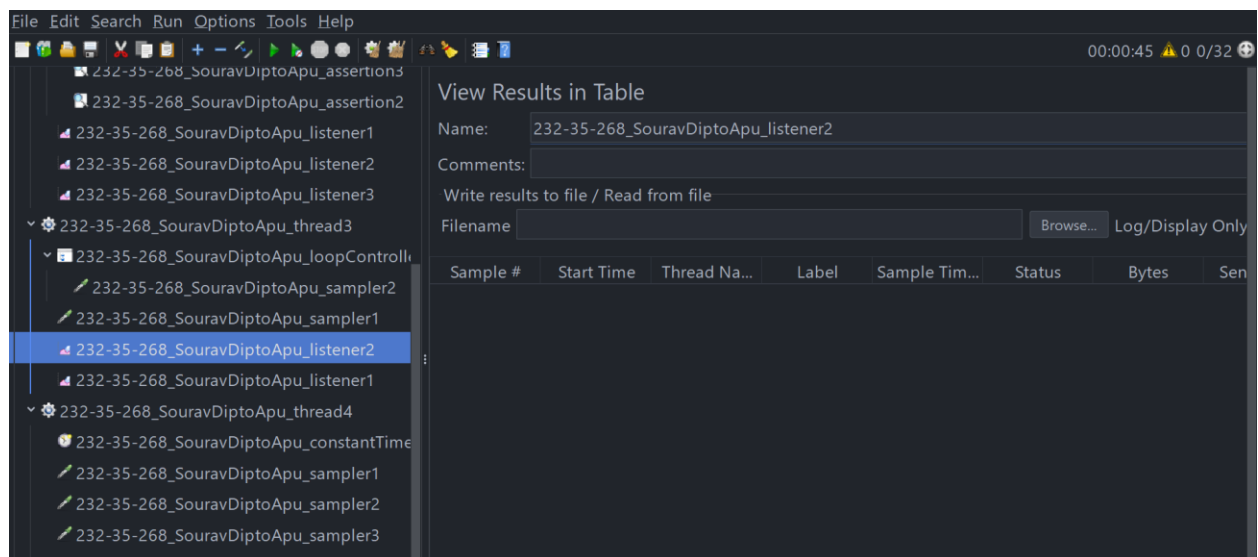 File Edit Search Run Options Tools Help
00:00:45 0 0/32
232-35-268_SouravDiptoApu_assertion3
232-35-268_SouravDiptoApu_assertion2
232-35-268_SouravDiptoApu_listener1
232-35-268_SouravDiptoApu_listener2
232-35-268_SouravDiptoApu_listener3
232-35-268_SouravDiptoApu_thread3
232-35-268_SouravDiptoApu_loopControlle
232-35-268_SouravDiptoApu_sampler2
232-35-268_SouravDiptoApu_sampler1
232-35-268_SouravDiptoApu_listener2
232-35-268_SouravDiptoApu_listener1
232-35-268_SouravDiptoApu_thread4
232-35-268_SouravDiptoApu_constantTime
232-35-268_SouravDiptoApu_sampler1
232-35-268_SouravDiptoApu_sampler2
232-35-268_SouravDiptoApu_sampler3
View Results in Table
Name: 232-35-268_SouravDiptoApu_listener2
Comments:
Write results to file / Read from file
Filename Browse... Log/Display Only
Sample # Start Time Thread Na... Label Sample Tim... Status Bytes Sen